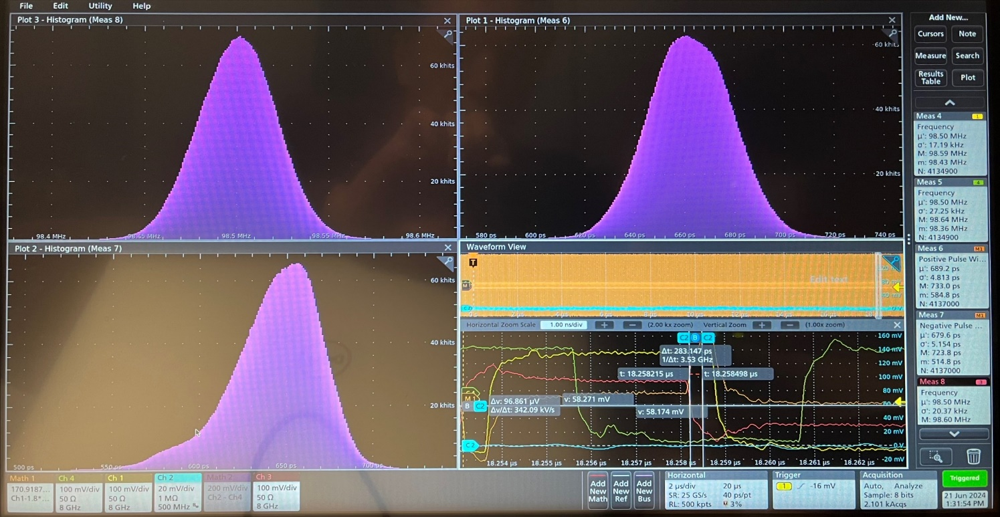 File Edit Utility Help
Plot 3 - Histogram (Meas 8)
60 khits
40 khits
20 khits
98.4 MHz 98.45 MHz 98.5 MHz 98.55 MHz 98.6 MHz
Plot 1 - Histogram (Meas 6)
60 khits
40 khits
20 khits
580 ps 600 ps 620 ps 640 ps 660 ps 680 ps 700 ps 720 ps 740 ps
Plot 2 - Histogram (Meas 7)
60 khits
40 khits
20 khits
500 ps 550 ps 600 ps 650 ps 700 ps
Waveform View
T
Edit text
M
C2
0 s 2 µs 4 µs 6 µs 8 µs 10 µs 12 µs 14 µs 16 µs
Horizontal Zoom Scale 1.00 ns/div + − (2.00 kx zoom) Vertical Zoom + − (1.00x zoom)
C2 B C2
160 mV
140 mV
120 mV
100 mV
80 mV
40 mV
20 mV
0 V
-20 mV
Δt: 283.147 ps
1/Δt: 3.53 GHz
t: 18.258215 µs
t: 18.258498 µs
M 1
B C2
Δv: 96.861 µV
Δv/Δt: 342.09 kV/s
v: 58.271 mV
v: 58.174 mV
C 2
18.254 µs 18.255 µs 18.256 µs 18.257 µs 18.258 µs 18.259 µs 18.260 µs 18.261 µs 18.262 µs
Add New...
Cursors Note
Measure Search
Results
Table
Plot
Meas 4 1
Frequency
µ': 98.50 MHz
σ': 17.19 kHz
M: 98.59 MHz
m: 98.43 MHz
N: 4134900
Meas 5 4
Frequency
µ': 98.50 MHz
σ': 27.25 kHz
M: 98.64 MHz
m: 98.36 MHz
N: 4134900
Meas 6 M1
Positive Pulse Wi...
µ': 689.2 ps
σ': 4.813 ps
M: 733.0 ps
m: 584.8 ps
N: 4137000
Meas 7 M1
Negative Pulse ...
µ': 679.6 ps
σ': 5.154 ps
M: 723.8 ps
m: 514.8 ps
N: 4137000
Meas 8 3
Frequency
µ': 98.50 MHz
σ': 20.37 kHz
M: 98.60 MHz
Math 1
170.9187...
Ch1-1.8*...
Ch 4
100 mV/div
50 Ω
8 GHz
Ch 1
100 mV/div
50 Ω
8 GHz
Ch 2
20 mV/div
1 MΩ
500 MHz Bw
Math 2
200 mV/div
Ch2 - Ch4
Ch 3
100 mV/div
50 Ω
8 GHz
Add
New
Math
Add
New
Ref
Add
New
Bus
Horizontal
2 µs/div 20 µs
SR: 25 GS/s 40 ps/pt
RL: 500 kpts T 3%
Trigger
1 -16 mV
Acquisition
Auto, Analyze
Sample: 8 bits
2.101 kAcqs
Triggered
21 Jun 2024
1:31:54 PM